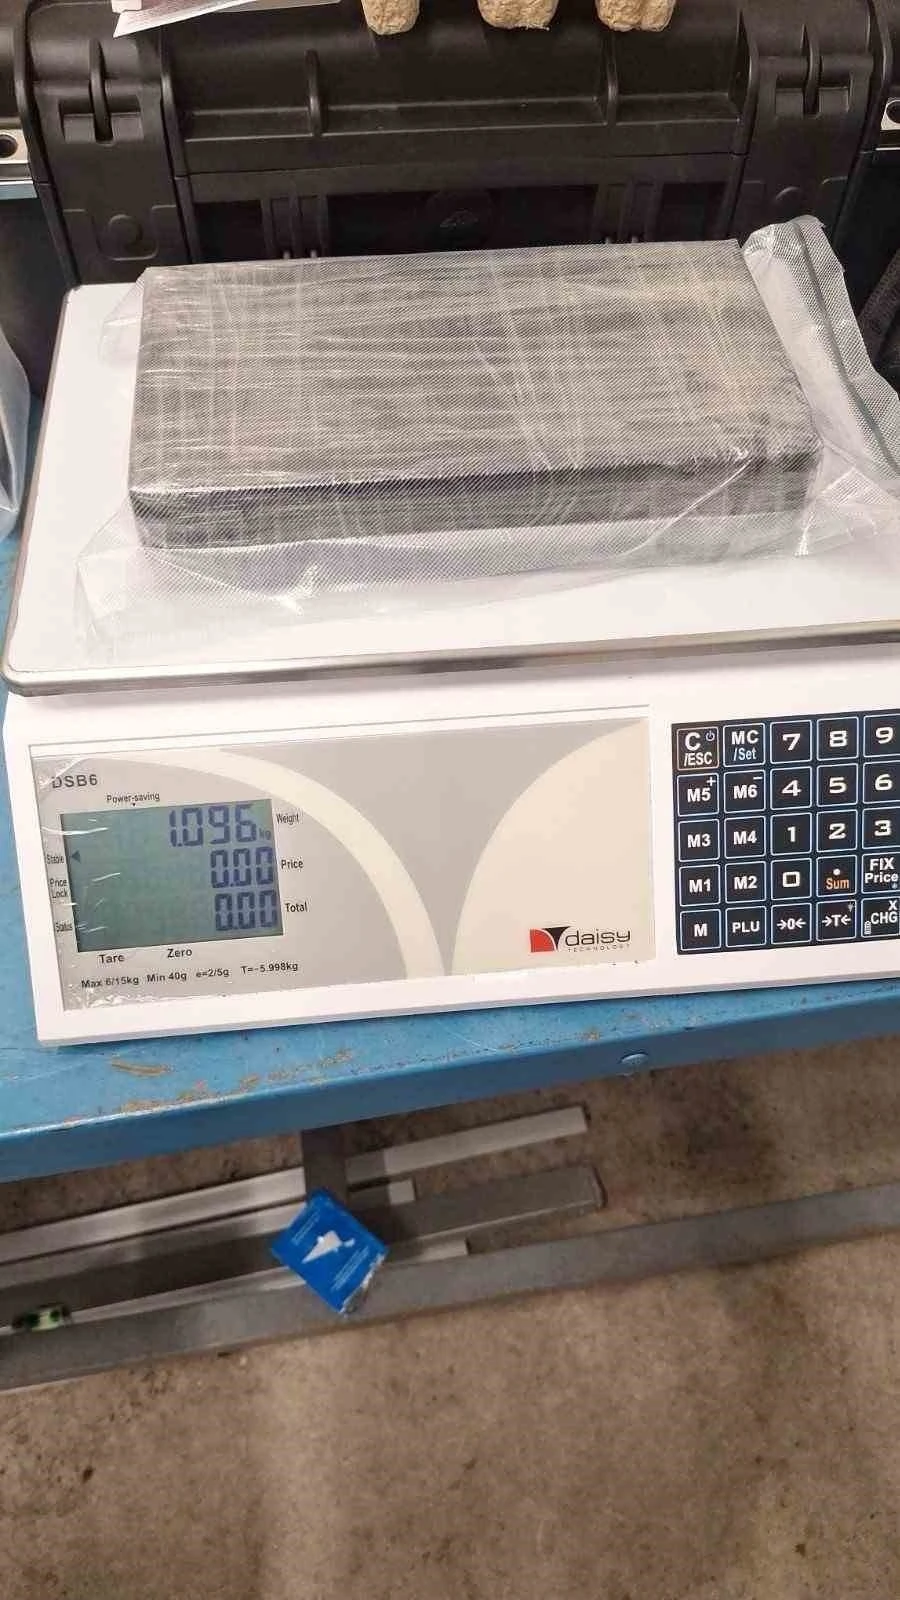 DSB6
Power-saving
1.096 kg Weight
Stable
0.00 Price
Price Lock
0.00 Total
Status
Tare Zero
Max 6/15kg Min 40g e=2/5g T=-5.998kg
daisy
TECHNOLOGY
C /ESC MC /Set 7 8 9
M5 + M6 - 4 5 6
M3 M4 1 2 3
M1 M2 0 Sum FIX Price
M PLU →0← →T← X CHG